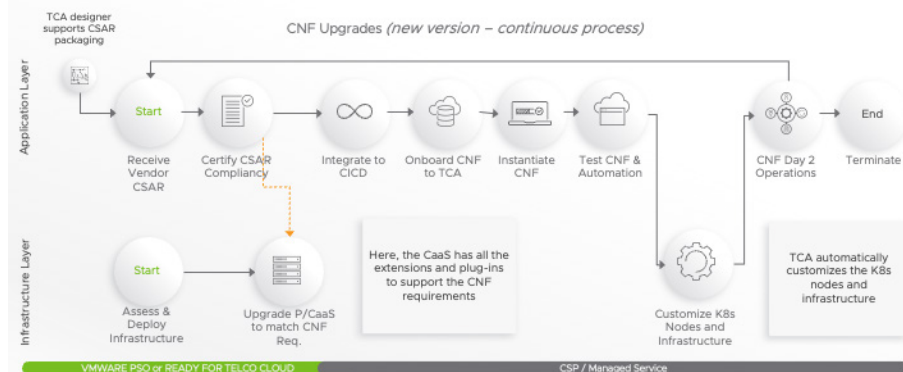 TCA designer
supports CSAR
packaging
CNF Upgrades (new version – continuous process)
Application Layer
Start
End
Receive
Vendor
CSAR
Certify CSAR
Compliancy
Integrate to
CICD
Onboard CNF
to TCA
Instantiate
CNF
Test CNF &
Automation
CNF Day 2
Operations
Terminate
Infrastructure Layer
Start
Assess &
Deploy
Infrastructure
Upgrade P/CaaS
to match CNF
Req.
Here, the CaaS has all the
extensions and plug-ins
to support the CNF
requirements
Customize K8s
Nodes and
Infrastructure
TCA automatically
customizes the K8s
nodes and
infrastructure
VMWARE PSO or READY FOR TELCO CLOUD
CSP / Managed Service